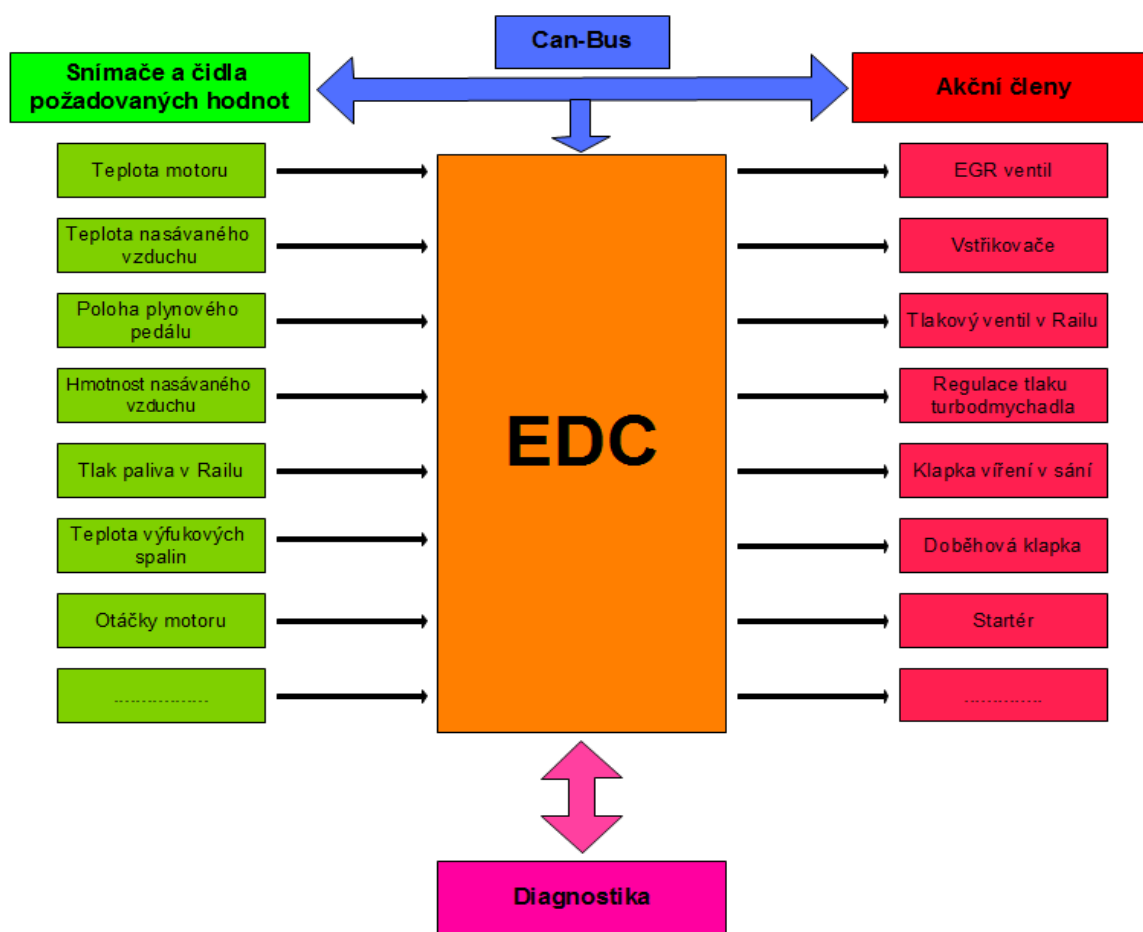 Can-Bus
Snímače a čidla
požadovaných hodnot
Akční členy
Teplota motoru
Teplota nasávaného
vzduchu
Poloha plynového
pedálu
Hmotnost nasávaného
vzduchu
Tlak paliva v Railu
Teplota výfukových
spalin
Otáčky motoru
................
EDC
EGR ventil
Vstřikovače
Tlakový ventil v Railu
Regulace tlaku
turbodmychadla
Klapka víření v sání
Doběhová klapka
Startér
.............
Diagnostika